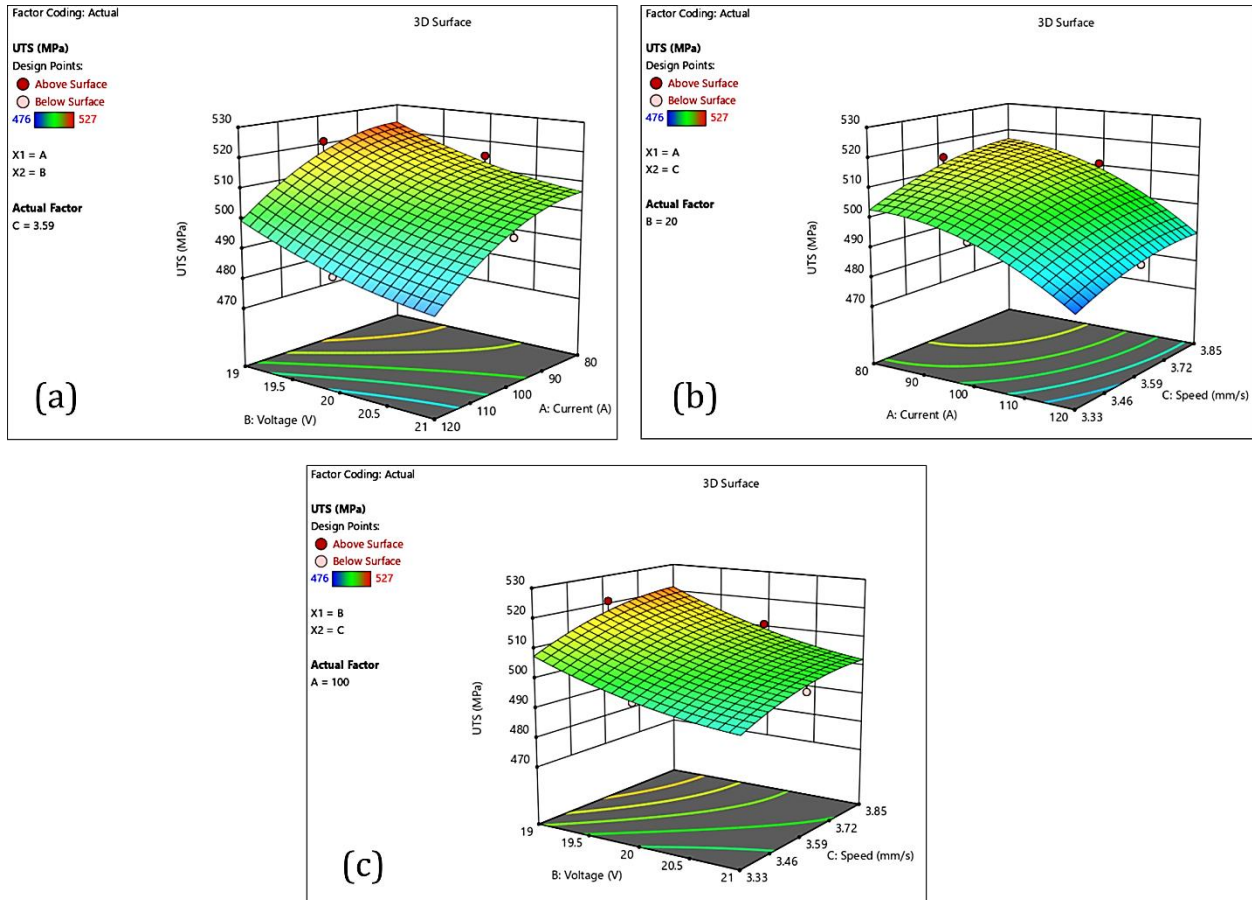 Factor Coding: Actual
3D Surface
UTS (MPa)
Design Points:
Above Surface
Below Surface
476 527
X1 = A
X2 = B
Actual Factor
C = 3.59
530
520
510
500
490
480
470
UTS (MPa)
19
19.5
20
20.5
21
B: Voltage (V)
120
110
100
90
80
A: Current (A)
(a)
Factor Coding: Actual
3D Surface
UTS (MPa)
Design Points:
Above Surface
Below Surface
476 527
X1 = A
X2 = C
Actual Factor
B = 20
530
520
510
500
490
480
470
UTS (MPa)
80
90
100
110
120
A: Current (A)
3.33
3.46
3.59
3.72
3.85
C: Speed (mm/s)
(b)
Factor Coding: Actual
3D Surface
UTS (MPa)
Design Points:
Above Surface
Below Surface
476 527
X1 = B
X2 = C
Actual Factor
A = 100
530
520
510
500
490
480
470
UTS (MPa)
19
19.5
20
20.5
21
B: Voltage (V)
3.33
3.46
3.59
3.72
3.85
C: Speed (mm/s)
(c)